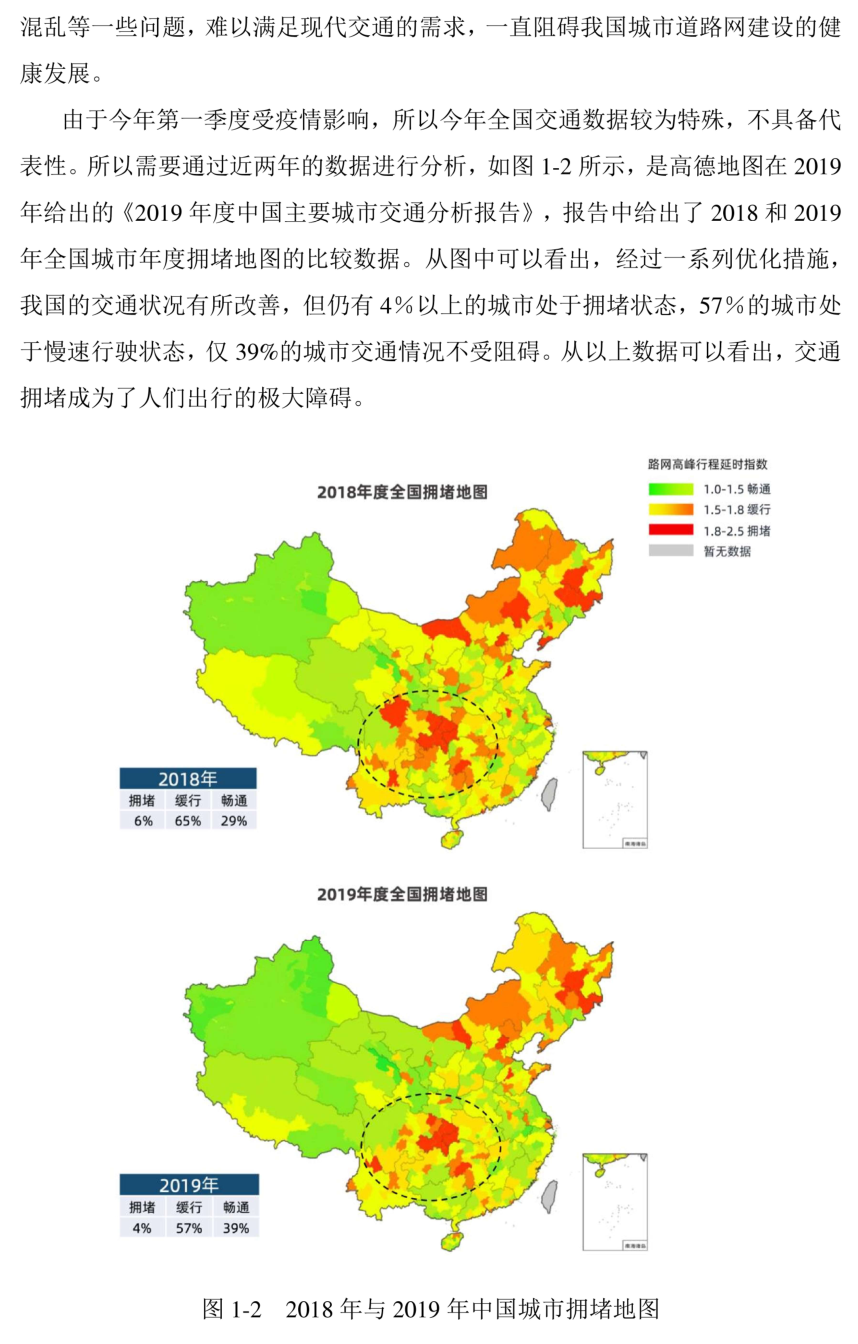 混乱等一些问题，难以满足现代交通的需求，一直阻碍我国城市道路网建设的健
康发展。
由于今年第一季度受疫情影响，所以今年全国交通数据较为特殊，不具备代
表性。所以需要通过近两年的数据进行分析，如图 1-2 所示，是高德地图在 2019
年给出的《2019 年度中国主要城市交通分析报告》，报告中给出了 2018 和 2019
年全国城市年度拥堵地图的比较数据。从图中可以看出，经过一系列优化措施，
我国的交通状况有所改善，但仍有 4％以上的城市处于拥堵状态，57％的城市处
于慢速行驶状态，仅 39%的城市交通情况不受阻碍。从以上数据可以看出，交通
拥堵成为了人们出行的极大障碍。
路网高峰行程延时指数
1.0-1.5 畅通
1.5-1.8 缓行
1.8-2.5 拥堵
暂无数据
2018年度全国拥堵地图
2018年
拥堵 缓行 畅通
6% 65% 29%
南海诸岛
2019年度全国拥堵地图
2019年
拥堵 缓行 畅通
4% 57% 39%
南海诸岛
图 1-2 2018 年与 2019 年中国城市拥堵地图